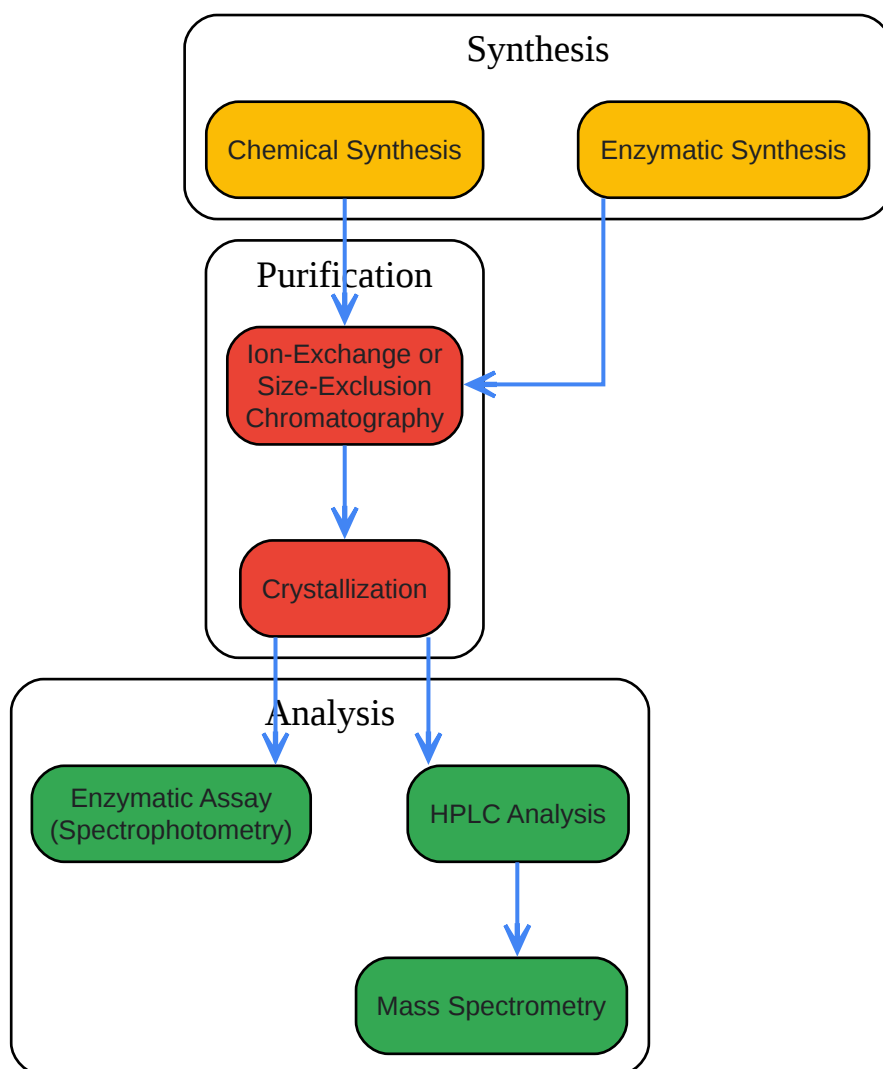 Synthesis
Chemical Synthesis
Enzymatic Synthesis
Purification
Ion-Exchange or
Size-Exclusion
Chromatography
Crystallization
Analysis
Enzymatic Assay
(Spectrophotometry)
HPLC Analysis
Mass Spectrometry